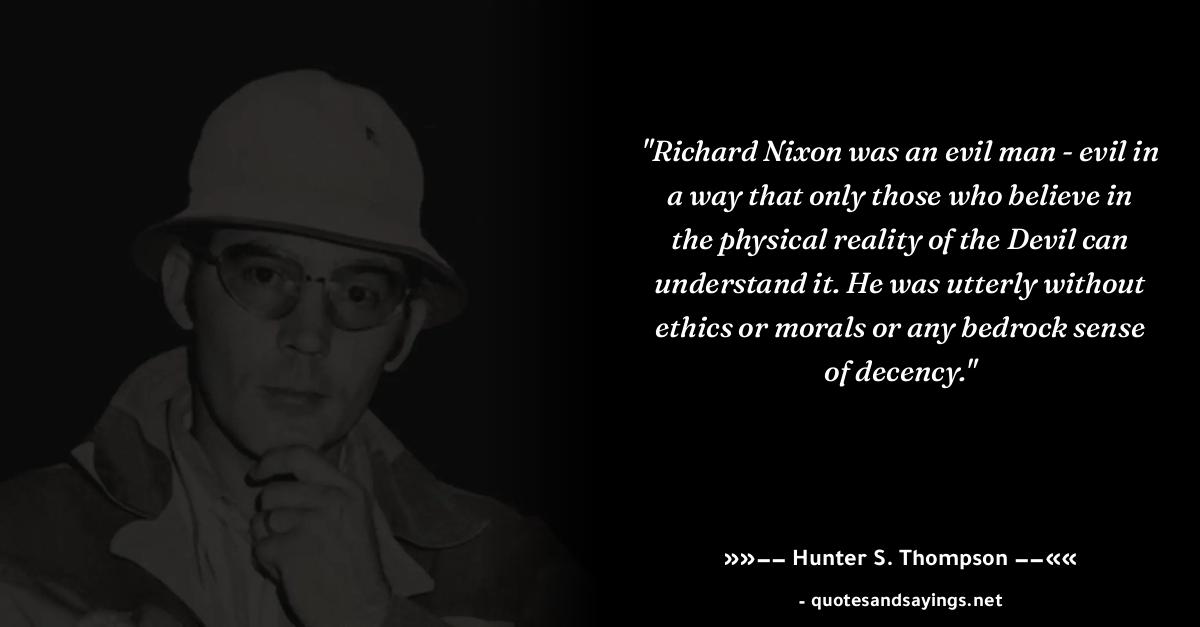 "Richard Nixon was an evil man - evil in
a way that only those who believe in
the physical reality of the Devil can
understand it. He was utterly without
ethics or morals or any bedrock sense
of decency."
»»–– Hunter S. Thompson ––««
- quotesandsayings.net